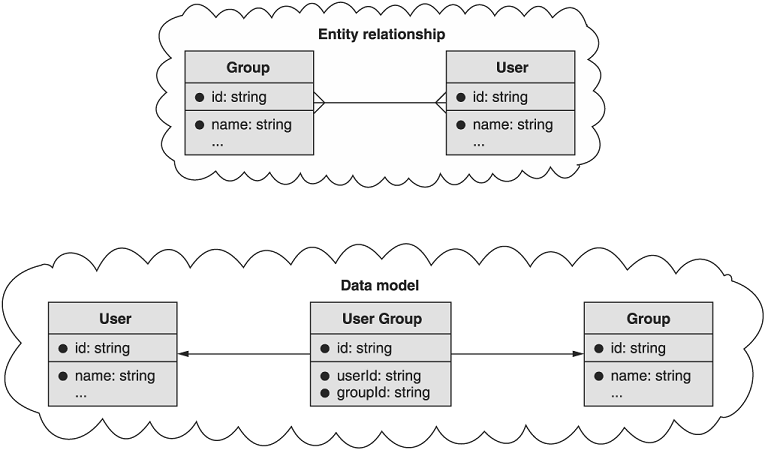 Entity relationship
Group
● id: string
● name: string
...
User
● id: string
● name: string
...
Data model
User
● id: string
● name: string
...
User Group
● id: string
● userId: string
● groupId: string
Group
● id: string
● name: string
...